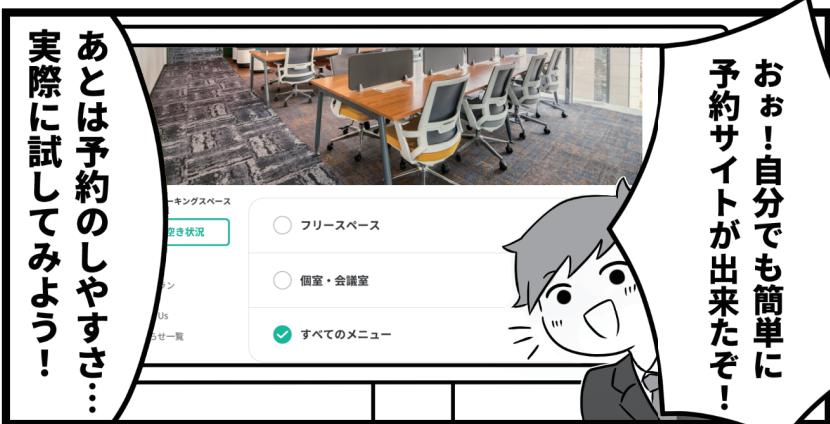 おぉ！自分でも簡単に
予約サイトが出来たぞ！
ーキングスペース
空き状況
ラン
Us
らせ一覧
フリースペース
個室・会議室
すべてのメニュー
あとは予約のしやすさ…
実際に試してみよう！